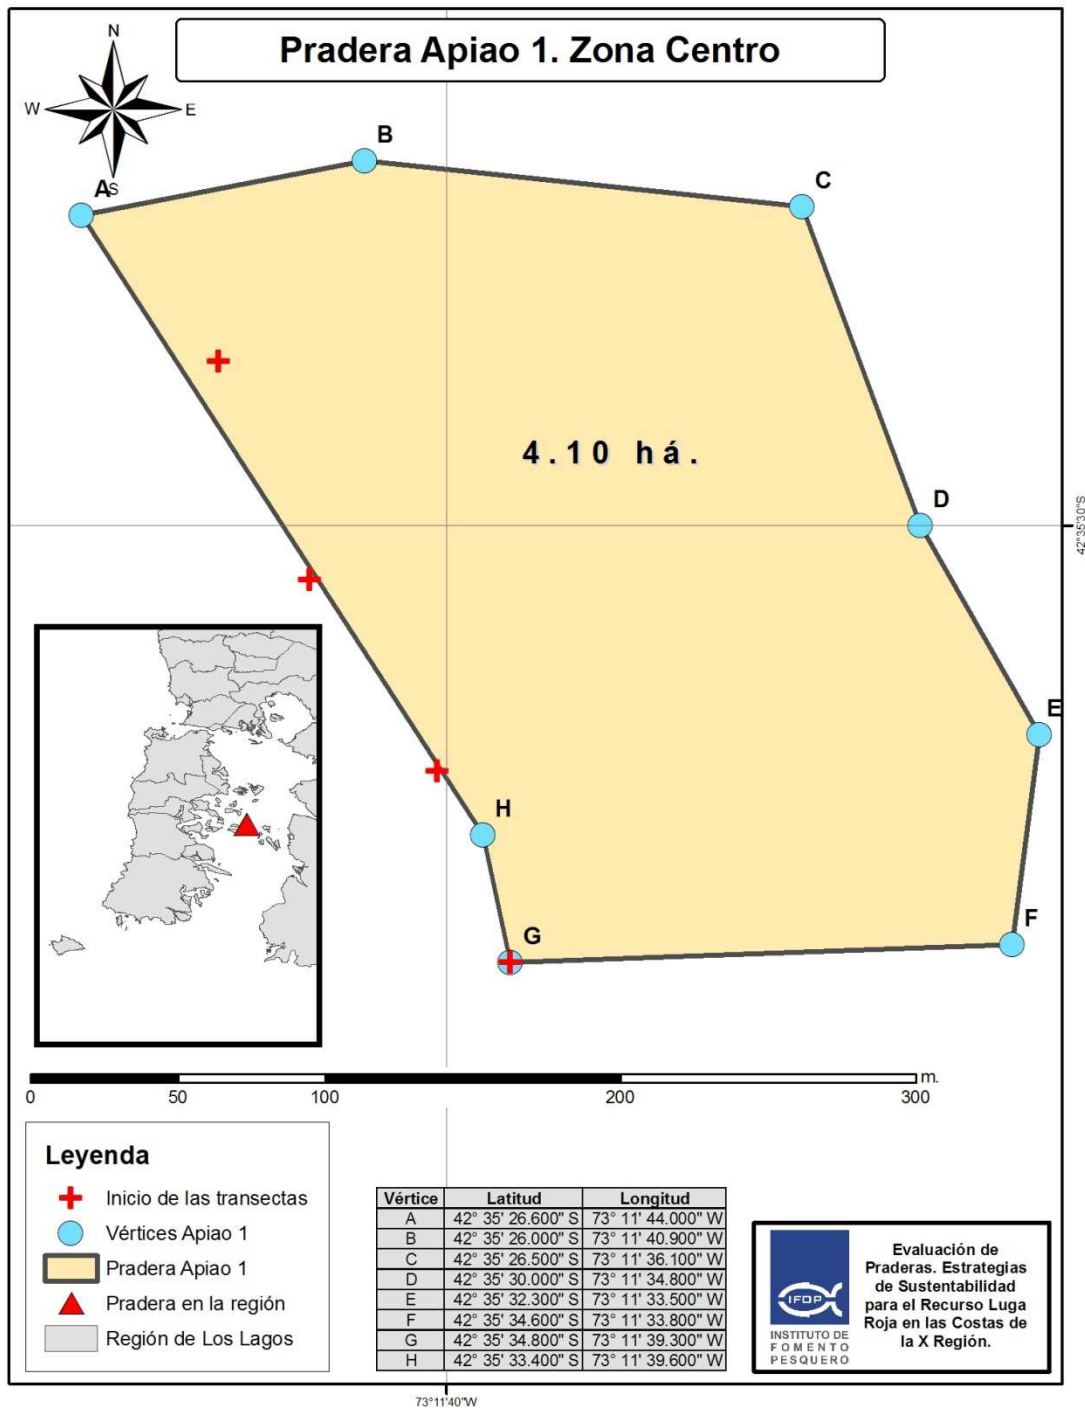 Pradera Apiao 1. Zona Centro
N
W
E
S
A
B
C
4.10 há.
D
42°35'30"S
E
H
G
F
0
50
100
200
300
m.
Leyenda
Inicio de las transectas
Vértices Apiao 1
Pradera Apiao 1
Pradera en la región
Región de Los Lagos
Vértice Latitud Longitud
A 42° 35' 26.600" S 73° 11' 44.000" W
B 42° 35' 26.000" S 73° 11' 40.900" W
C 42° 35' 26.500" S 73° 11' 36.100" W
D 42° 35' 30.000" S 73° 11' 34.800" W
E 42° 35' 32.300" S 73° 11' 33.500" W
F 42° 35' 34.600" S 73° 11' 33.800" W
G 42° 35' 34.800" S 73° 11' 39.300" W
H 42° 35' 33.400" S 73° 11' 39.600" W
IFOP
INSTITUTO DE
FOMENTO
PESQUERO
Evaluación de
Praderas. Estrategias
de Sustentabilidad
para el Recurso Luga
Roja en las Costas de
la X Región.
73°11'40"W